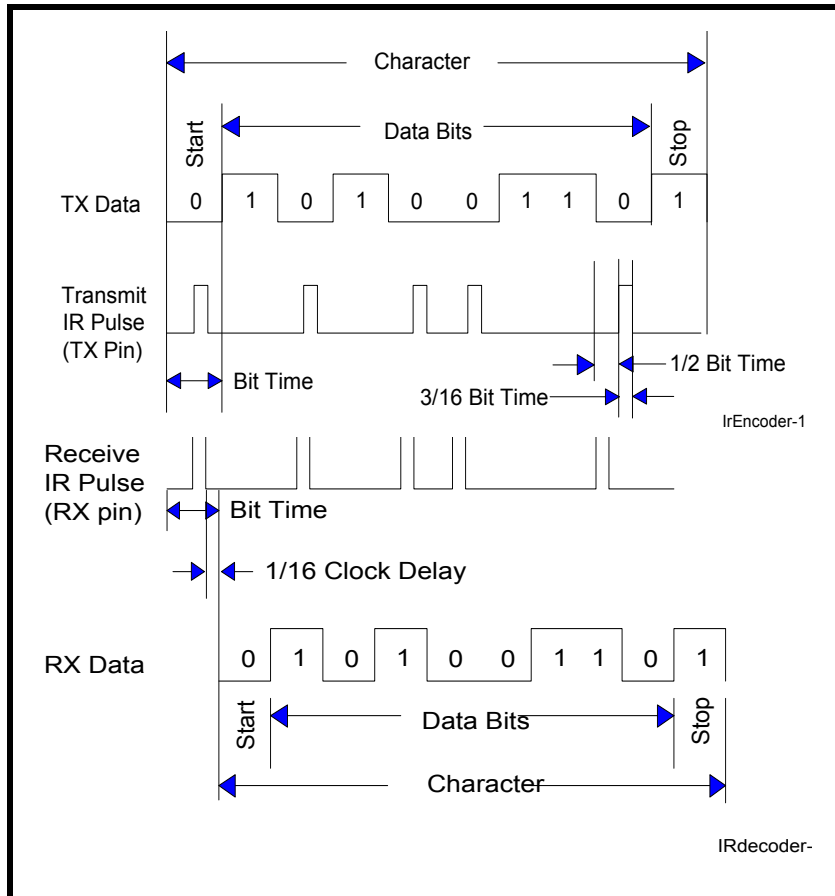 Character
Start
Data Bits
Stop
TX Data
0 1 0 1 0 0 1 1 0 1
Transmit
IR Pulse
(TX Pin)
Bit Time
1/2 Bit Time
3/16 Bit Time
IrEncoder-1
Receive
IR Pulse
(RX pin)
Bit Time
1/16 Clock Delay
RX Data
0 1 0 1 0 0 1 1 0 1
Start
Data Bits
Stop
Character
IRdecoder-